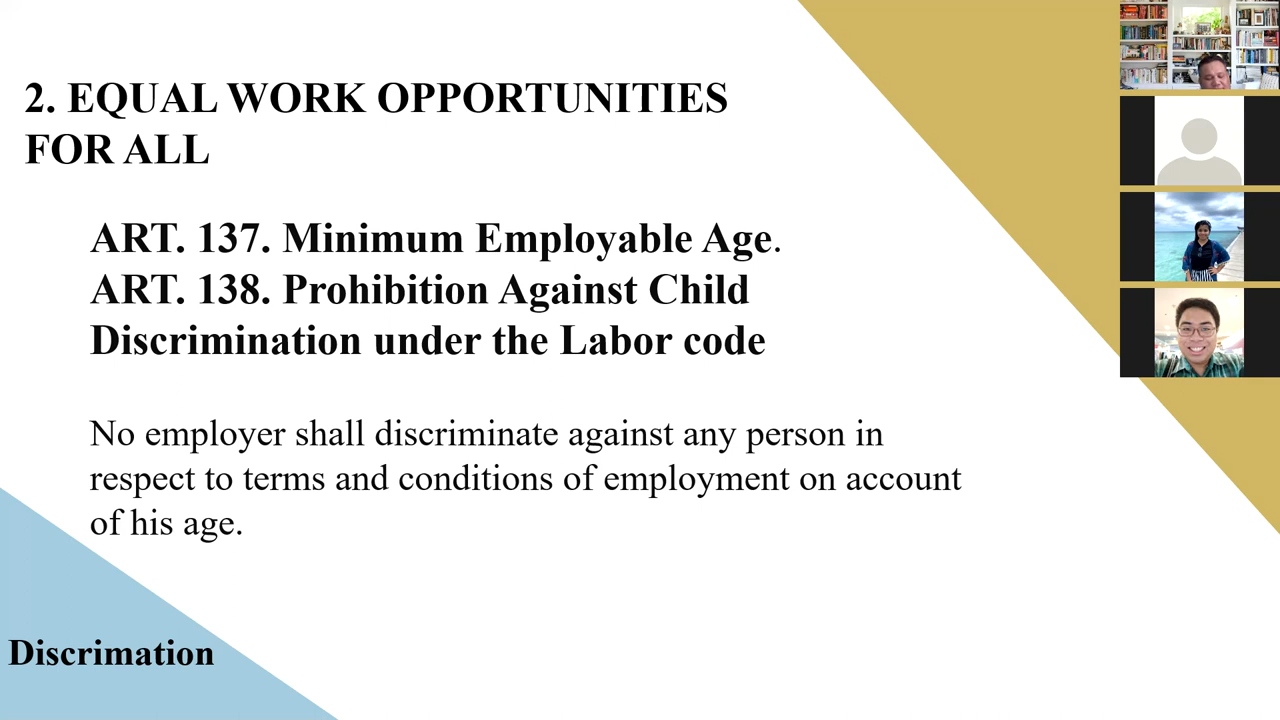 2. EQUAL WORK OPPORTUNITIES
FOR ALL
ART. 137. Minimum Employable Age.
ART. 138. Prohibition Against Child
Discrimination under the Labor code
No employer shall discriminate against any person in
respect to terms and conditions of employment on account
of his age.
Discrimation